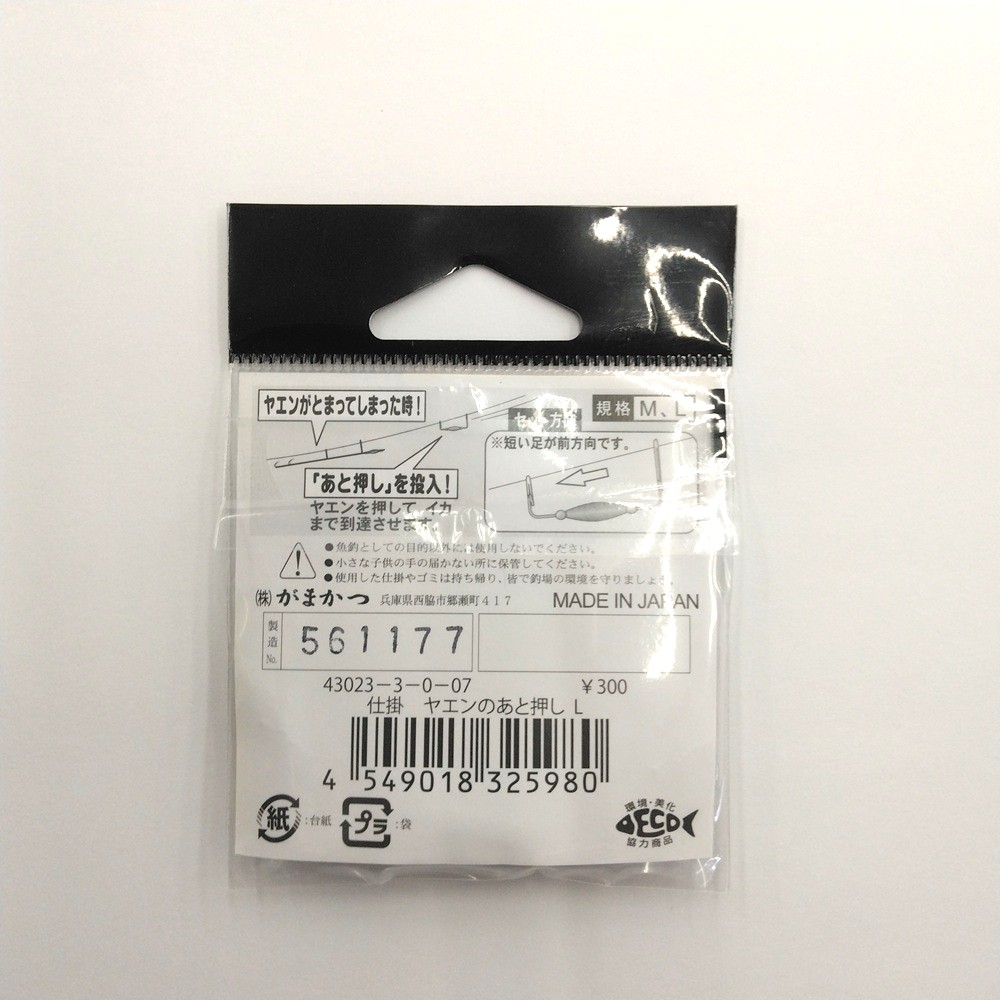 ヤエンがとまってしまった時!
セット方法
規格 M、L
※短い足が前方向です。
「あと押し」を投入!
ヤエンを押して、イカ
まで到達させます。
●魚釣としての目的以外には使用しないでください。
●小さな子供の手の届かない所に保管してください。
●使用した仕掛やゴミは持ち帰り、皆で釣場の環境を守りましょう。
㈱がまかつ 兵庫県西脇市郷瀬町417 MADE IN JAPAN
製造No. 561177
43023-3-0-07 ¥300
仕掛 ヤエンのあと押し L
4 549018 325980
紙 :台紙 プラ :袋
環境・美化
ECO
協力商品